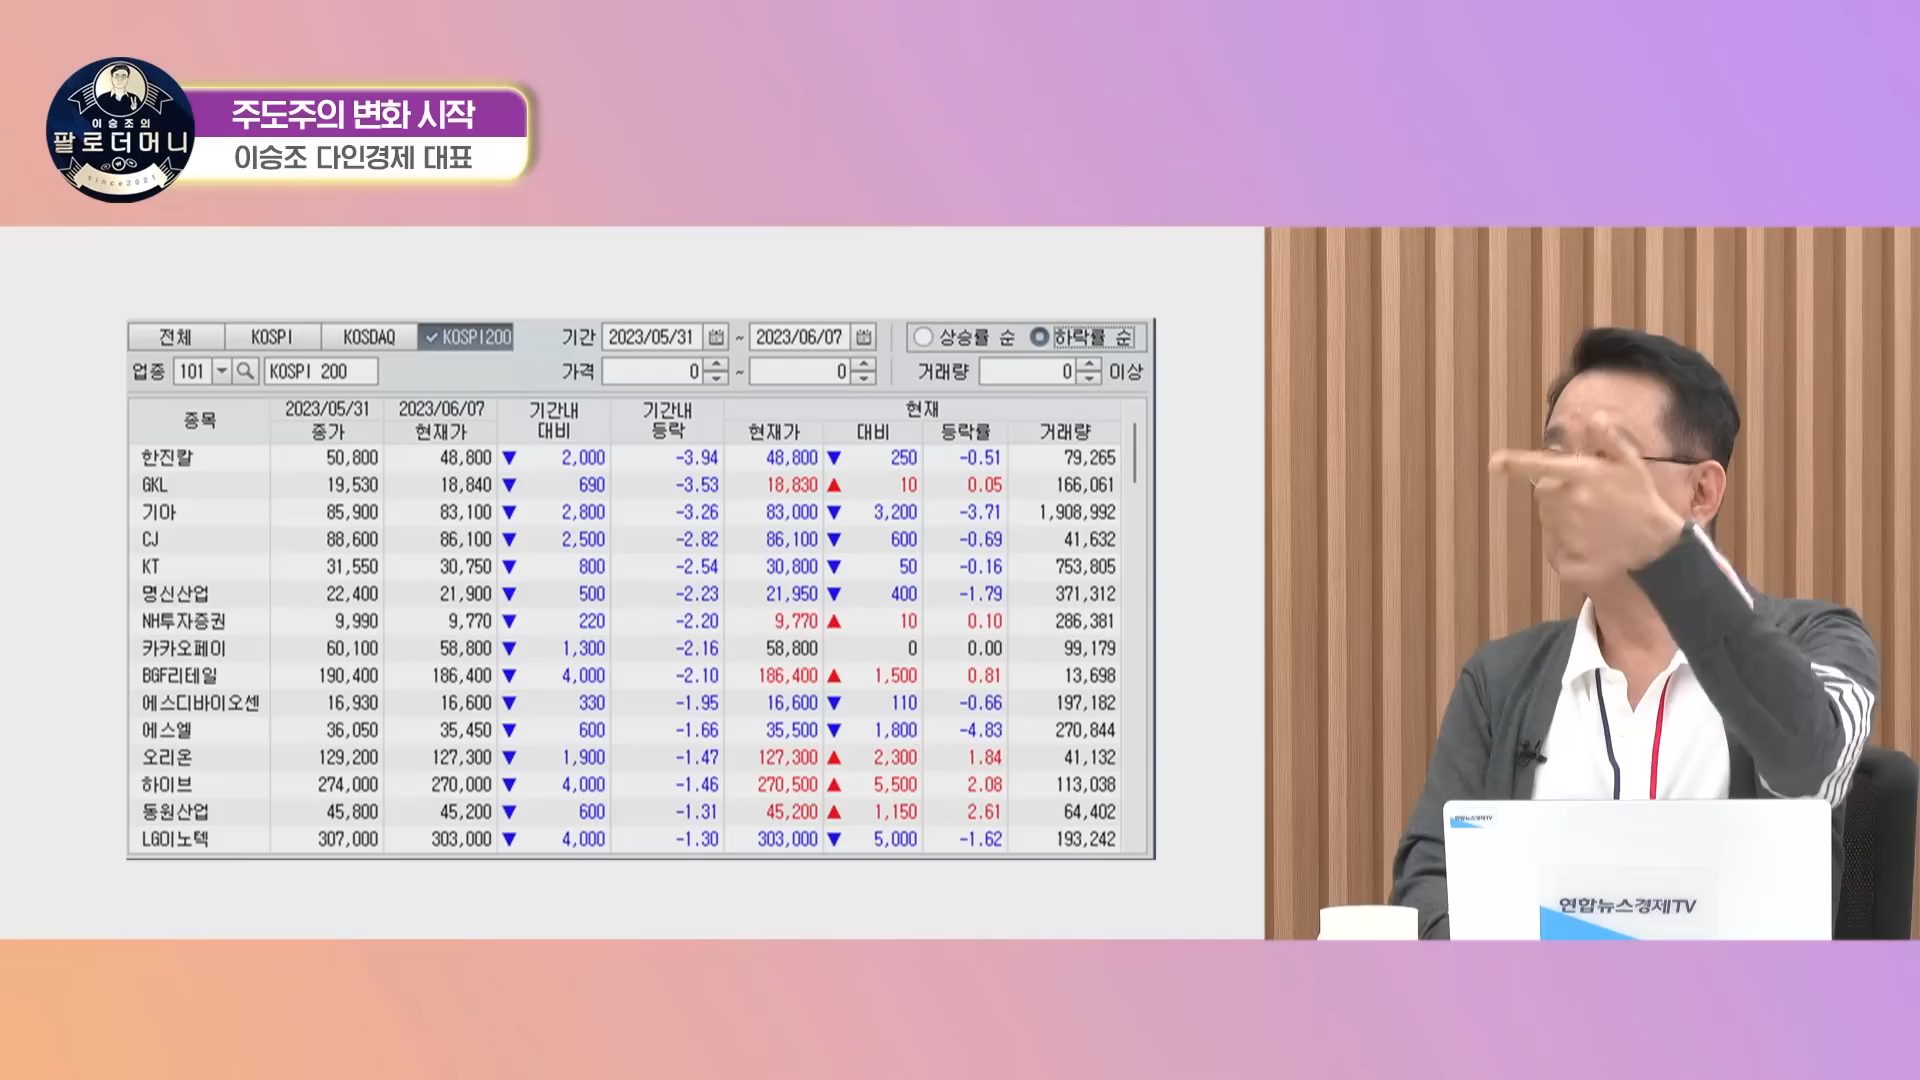 이승조의
팔로더머니
since2021
주도주의 변화 시작
이승조 다인경제 대표
전체 KOSPI KOSDAQ KOSPI200 기간 2023/05/31 ~ 2023/06/07 상승률 순 하락률 순
업종 101 KOSPI 200 가격 0 ~ 0 거래량 0 이상
종목 2023/05/31 종가 2023/06/07 현재가 기간내 대비 기간내 등락 현재
현재가 대비 등락률 거래량
한진칼 50,800 48,800 ▼ 2,000 -3.94 48,800 ▼ 250 -0.51 79,265
GKL 19,530 18,840 ▼ 690 -3.53 18,830 ▲ 10 0.05 166,061
기아 85,900 83,100 ▼ 2,800 -3.26 83,000 ▼ 3,200 -3.71 1,908,992
CJ 88,600 86,100 ▼ 2,500 -2.82 86,100 ▼ 600 -0.69 41,632
KT 31,550 30,750 ▼ 800 -2.54 30,800 ▼ 50 -0.16 753,805
명신산업 22,400 21,900 ▼ 500 -2.23 21,950 ▼ 400 -1.79 371,312
NH투자증권 9,990 9,770 ▼ 220 -2.20 9,770 ▲ 10 0.10 286,381
카카오페이 60,100 58,800 ▼ 1,300 -2.16 58,800 0 0.00 99,179
BGF리테일 190,400 186,400 ▼ 4,000 -2.10 186,400 ▲ 1,500 0.81 13,698
에스디바이오센 16,930 16,600 ▼ 330 -1.95 16,600 ▼ 110 -0.66 197,182
에스엘 36,050 35,450 ▼ 600 -1.66 35,500 ▼ 1,800 -4.83 270,844
오리온 129,200 127,300 ▼ 1,900 -1.47 127,300 ▲ 2,300 1.84 41,132
하이브 274,000 270,000 ▼ 4,000 -1.46 270,500 ▲ 5,500 2.08 113,038
동원산업 45,800 45,200 ▼ 600 -1.31 45,200 ▲ 1,150 2.61 64,402
LG이노텍 307,000 303,000 ▼ 4,000 -1.30 303,000 ▼ 5,000 -1.62 193,242
연합뉴스경제TV
연합뉴스경제TV